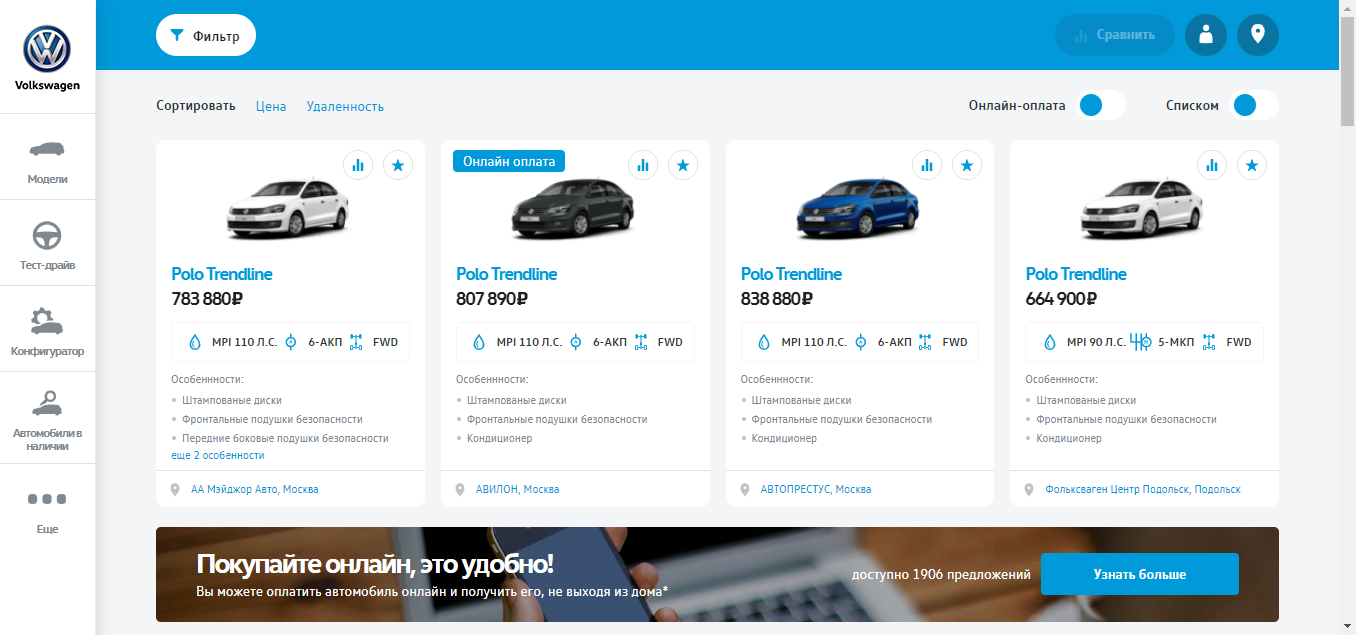 Volkswagen
Модели
Тест-драйв
Конфигуратор
Автомобили в
наличии
Еще
Фильтр
Сравнить
Сортировать Цена Удаленность
Онлайн-оплата Списком
Polo Trendline
783 880₽
MPI 110 Л.С. 6-АКП FWD
Особеннности:
Штампованые диски
Фронтальные подушки безопасности
Передние боковые подушки безопасности
еще 2 особенности
АА Мэйджор Авто, Москва
Онлайн оплата
Polo Trendline
807 890₽
MPI 110 Л.С. 6-АКП FWD
Особеннности:
Штампованые диски
Фронтальные подушки безопасности
Кондиционер
АВИЛОН, Москва
Polo Trendline
838 880₽
MPI 110 Л.С. 6-АКП FWD
Особеннности:
Штампованые диски
Фронтальные подушки безопасности
Кондиционер
АВТОПРЕСТУС, Москва
Polo Trendline
664 900₽
MPI 90 Л.С. 5-МКП FWD
Особеннности:
Штампованые диски
Фронтальные подушки безопасности
Кондиционер
Фольксваген Центр Подольск, Подольск
Покупайте онлайн, это удобно!
Вы можете оплатить автомобиль онлайн и получить его, не выходя из дома*
доступно 1906 предложений
Узнать больше